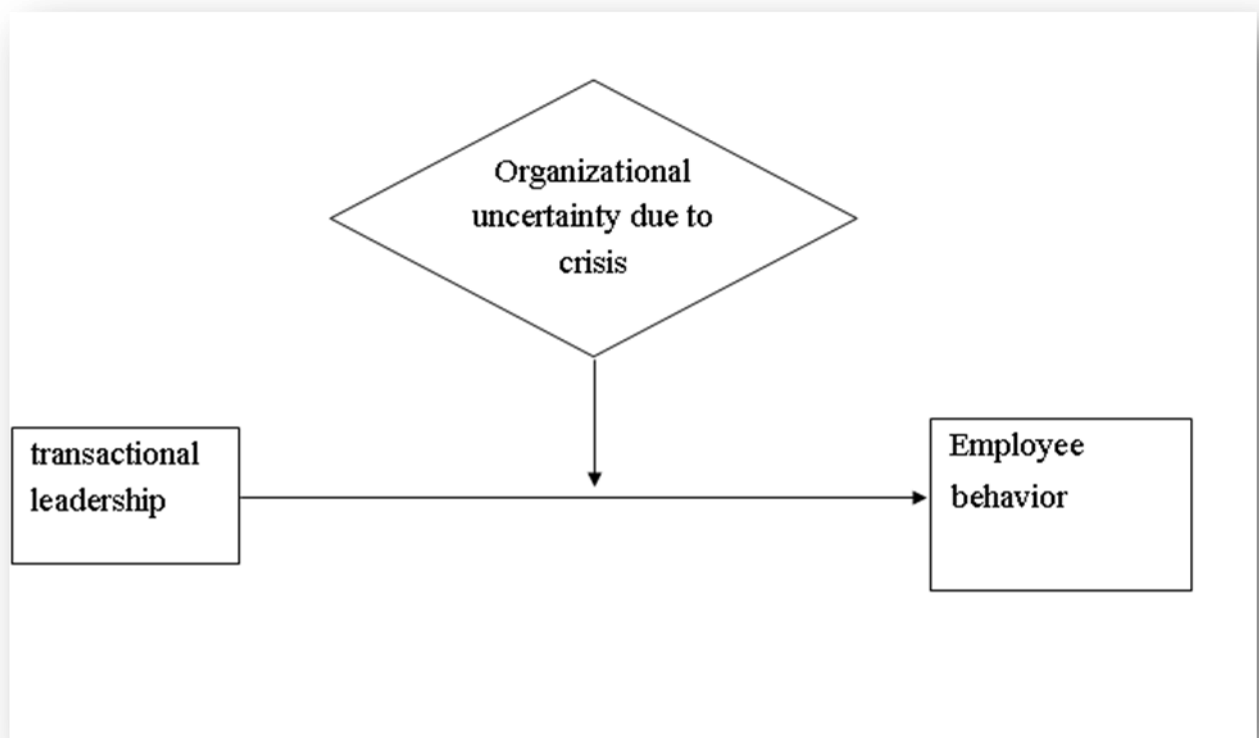 Organizational
uncertainty due to
crisis
transactional
leadership
Employee
behavior